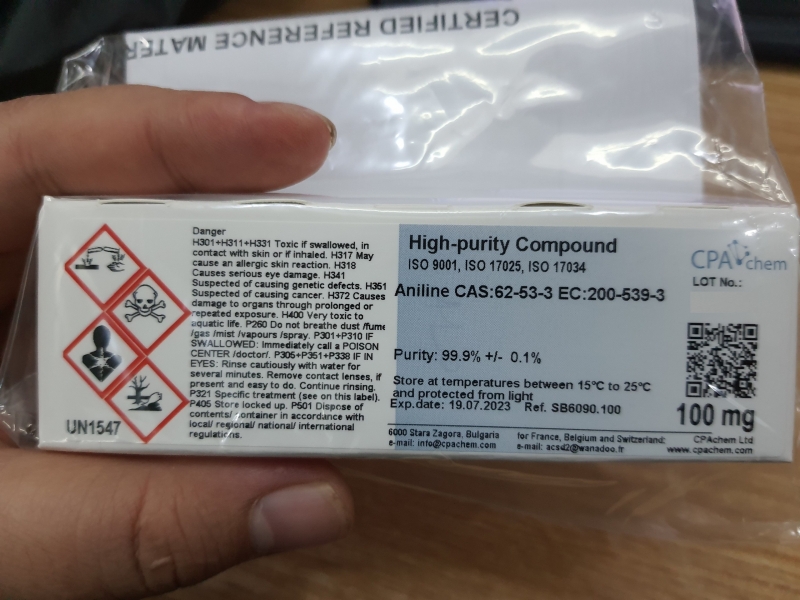 CERTIFIED REFERENCE MATER
Danger
H301+H311+H331 Toxic if swallowed, in
contact with skin or if inhaled. H317 May
cause an allergic skin reaction. H318
Causes serious eye damage. H341
Suspected of causing genetic defects. H351
Suspected of causing cancer. H372 Causes
damage to organs through prolonged or
repeated exposure. H400 Very toxic to
aquatic life. P260 Do not breathe dust /fume
/gas /mist /vapours /spray. P301+P310 IF
SWALLOWED: Immediately call a POISON
CENTER /doctor/. P305+P351+P338 IF IN
EYES: Rinse cautiously with water for
several minutes. Remove contact lenses, if
present and easy to do. Continue rinsing.
P321 Specific treatment (see on this label).
P405 Store locked up. P501 Dispose of
contents/ container in accordance with
local/ regional/ national/ international
regulations.
UN1547
High-purity Compound
ISO 9001, ISO 17025, ISO 17034
Aniline CAS:62-53-3 EC:200-539-3
Purity: 99.9% +/- 0.1%
Store at temperatures between 15°C to 25°C
and protected from light
Exp.date: 19.07.2023 Ref. SB6090.100
6000 Stara Zagora, Bulgaria
e-mail: info@cpachem.com
for France, Belgium and Switzerland:
e-mail: acsd2@wanadoo.fr
CPAchem
LOT No.:
100 mg
CPAchem Ltd
www.cpachem.com